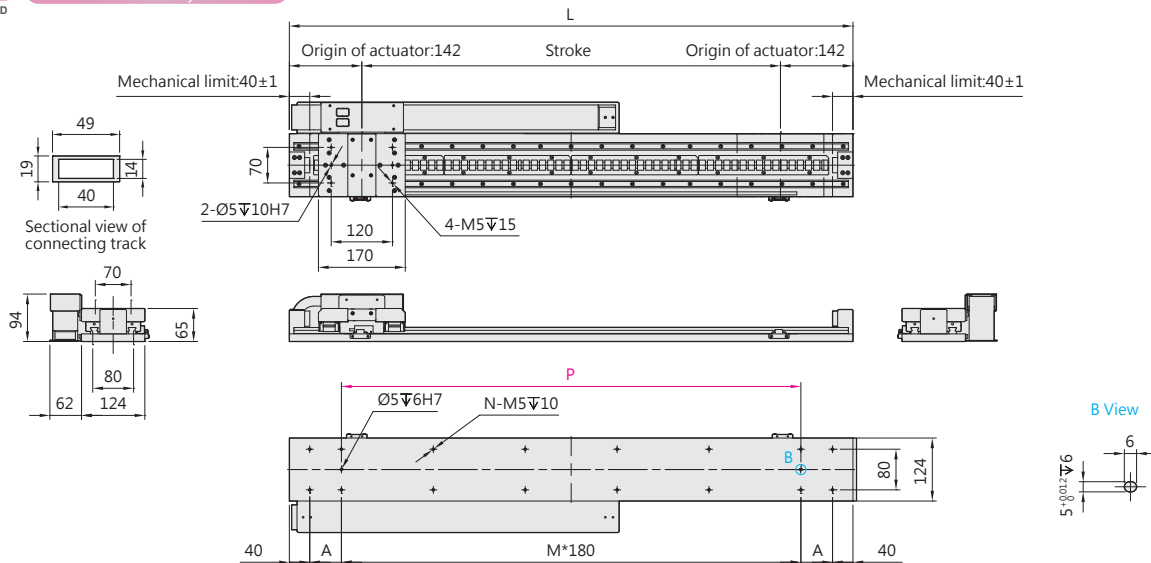 D
L
Origin of actuator:142
Stroke
Origin of actuator:142
Mechanical limit:40±1
Mechanical limit:40±1
49
19
14
40
70
Sectional view of
connecting track
2-Ø5↧10H7
4-M5↧15
120
170
70
94
65
80
62
124
P
Ø5↧6H7
N-M5↧10
B
80
124
B View
6
5+0.012 0↧6
40
A
M*180
A
40